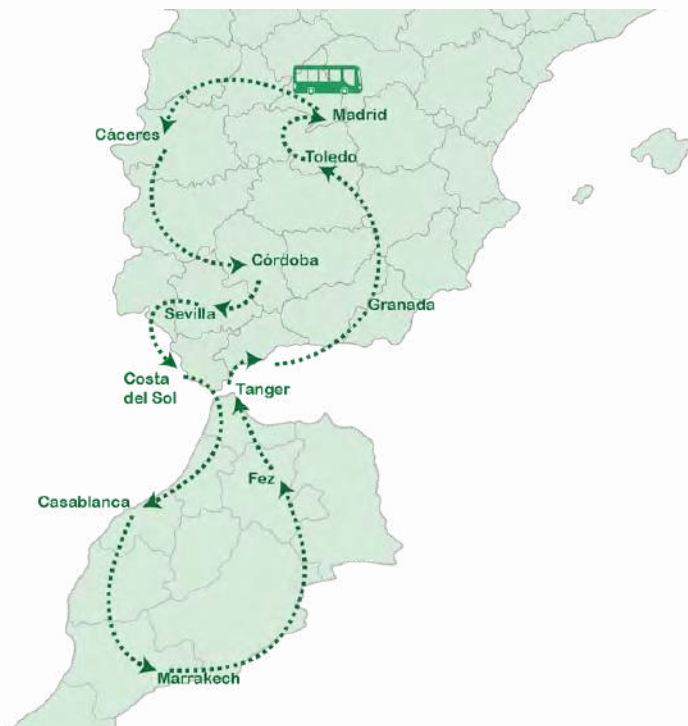 Madrid
Cáceres
Toledo
Córdoba
Granada
Sevilla
Costa
del Sol
Tanger
Fez
Casablanca
Marrakech